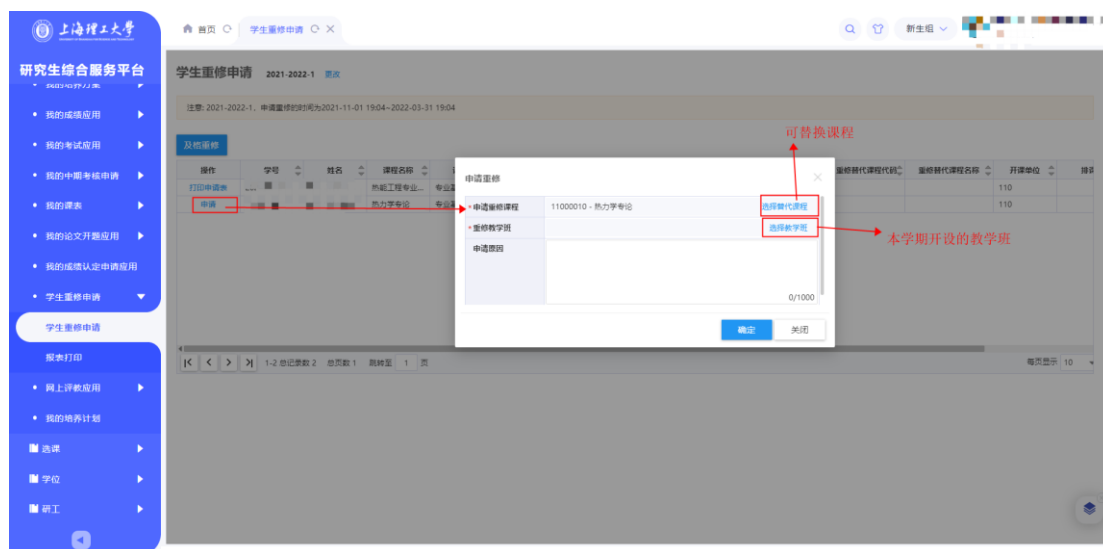 上海理工大学
首页
学生重修申请
新生组
研究生综合服务平台
我的培养方案
我的成绩应用
我的考试应用
我的中期考核申请
我的课表
我的论文开题应用
我的成绩认定申请应用
学生重修申请
学生重修申请
报表打印
网上评教应用
我的培养计划
选课
学位
研工
学生重修申请 2021-2022-1 更改
注意: 2021-2022-1，申请重修的时间为2021-11-01 19:04~2022-03-31 19:04
及格重修
可替换课程
操作 学号 姓名 课程名称 重修替代课程代码 重修替代课程名称 开课单位
打印申请表 热能工程专业... 110
申请 热力学专论 110
申请重修
*申请重修课程 11000010 - 热力学专论 选择替代课程
*重修教学班 选择教学班
本学期开设的教学班
申请原因
0/1000
确定 关闭
1-2 总记录数 2 总页数 1 跳转至 1 页 每页显示 10